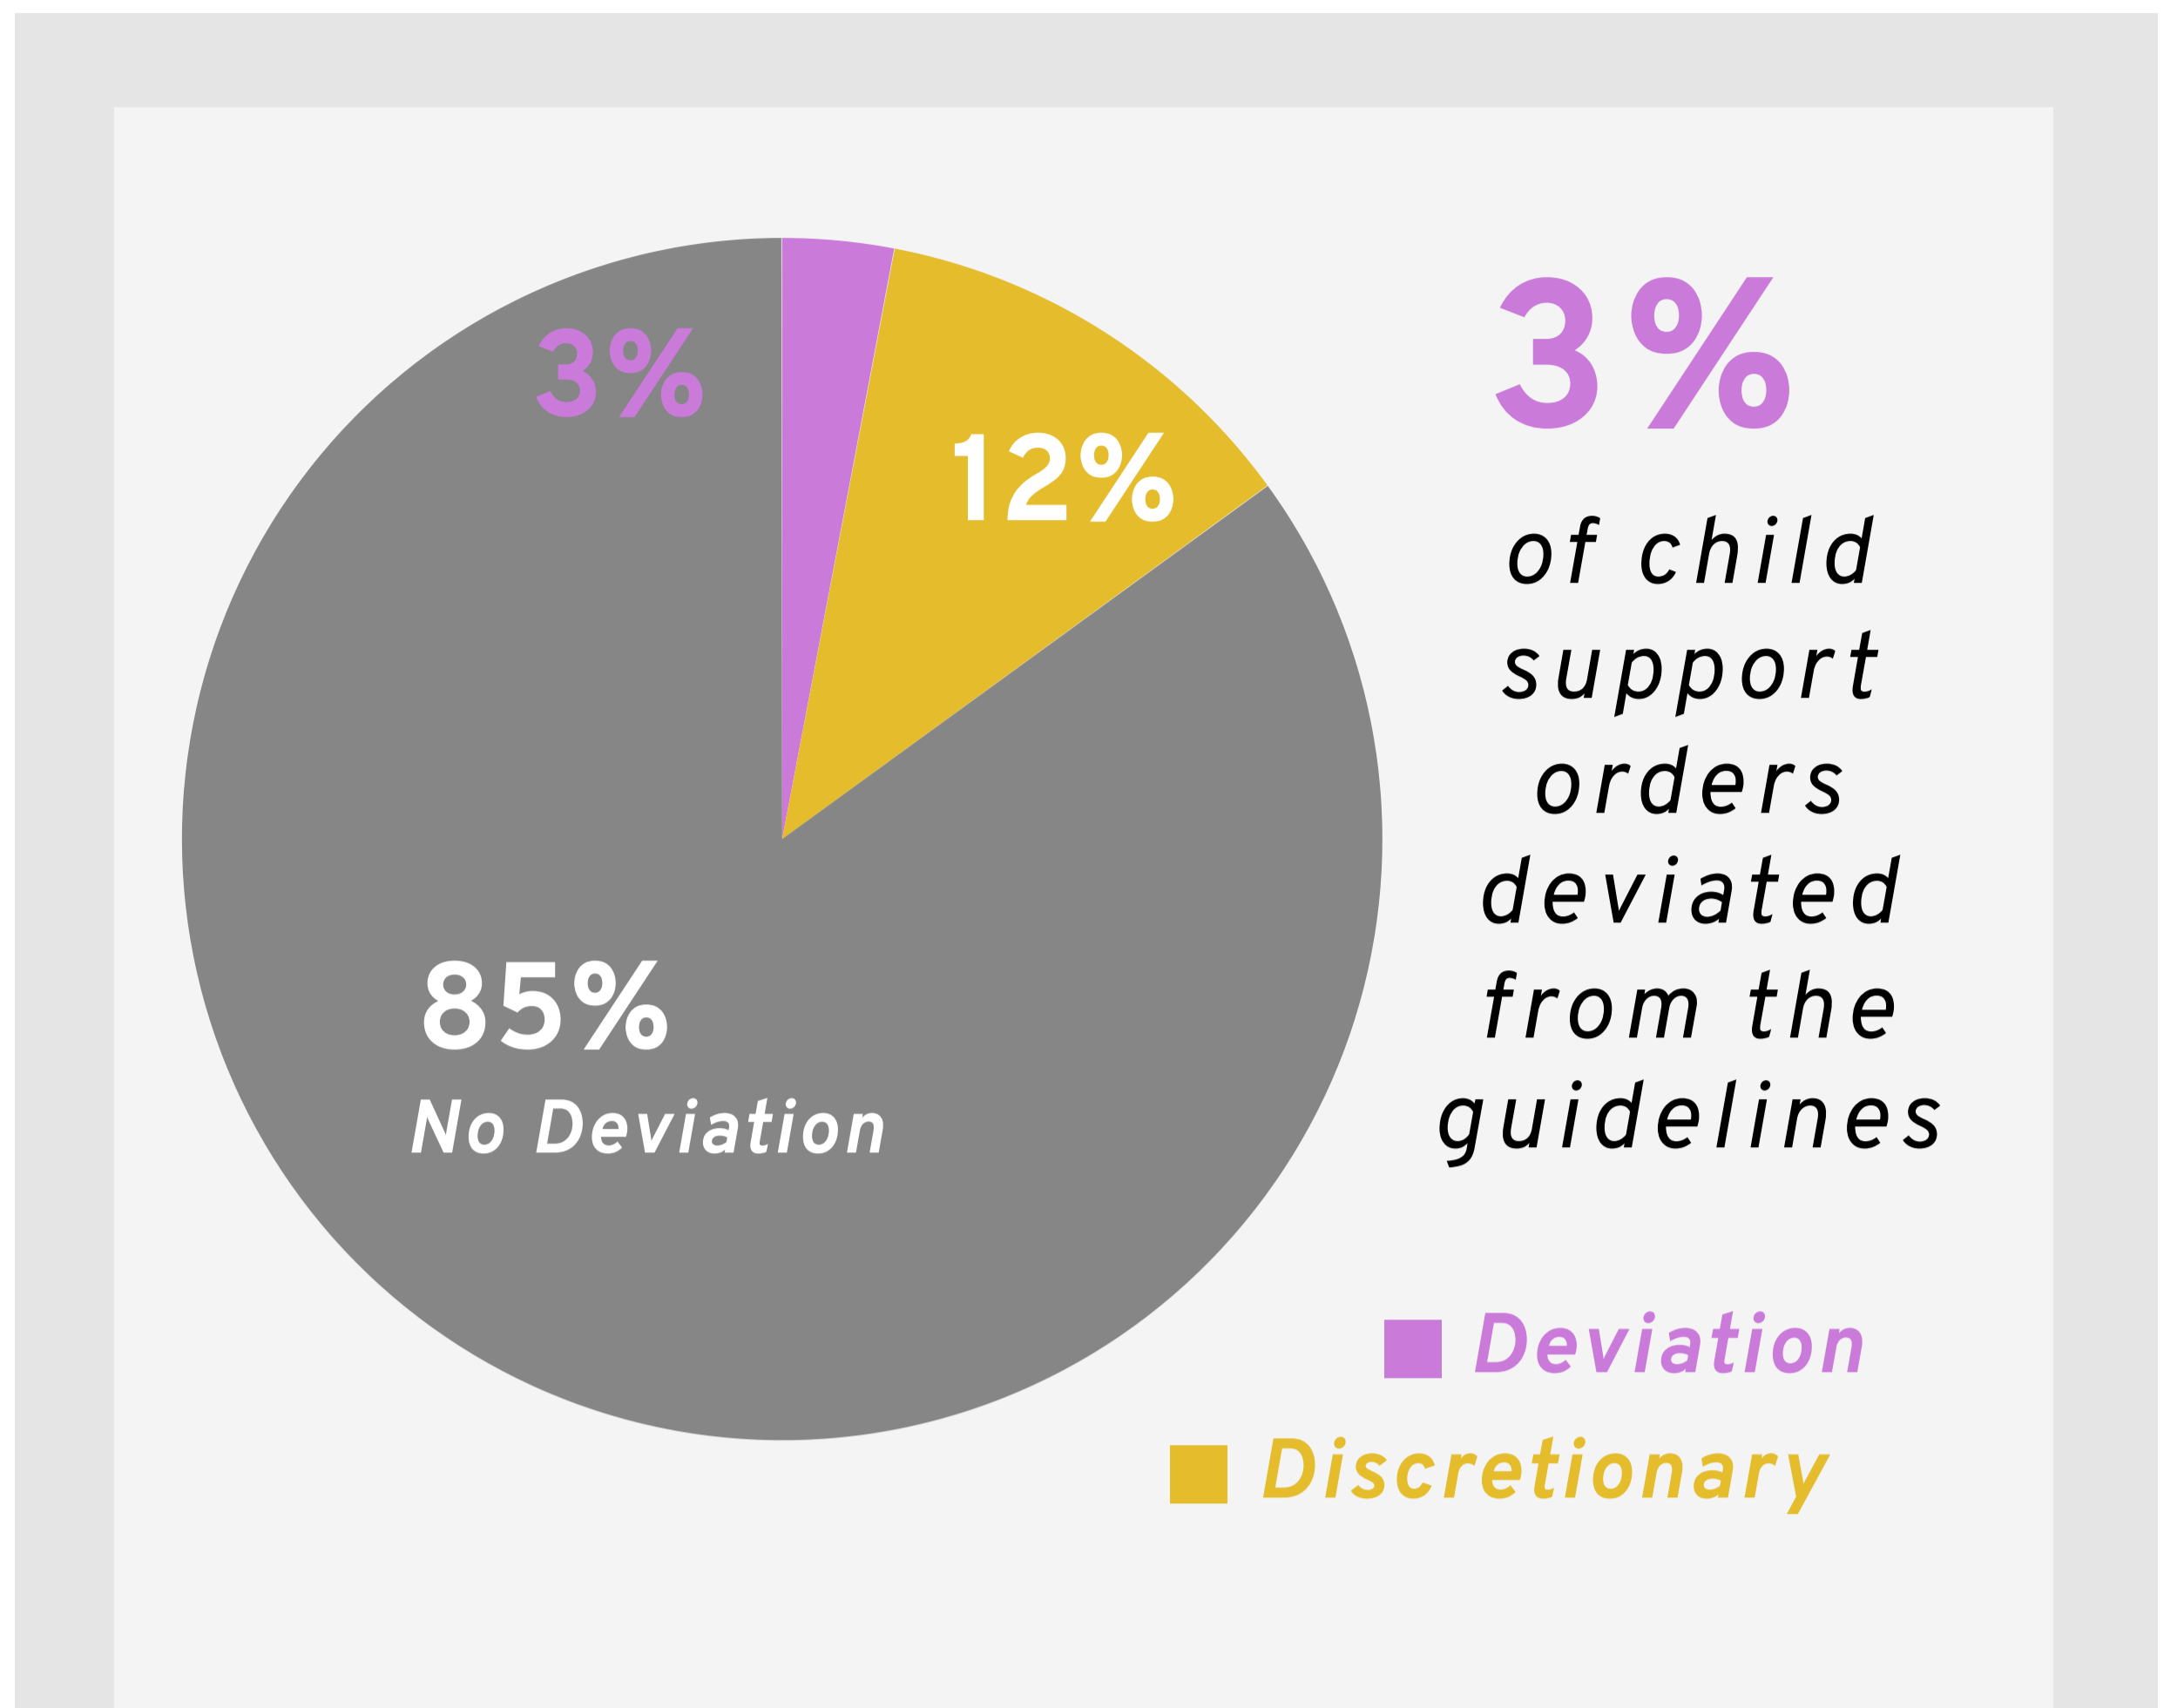 3%
12%
85%
No Deviation
3%
of child
support
orders
deviated
from the
guidelines
Deviation
Discretionary